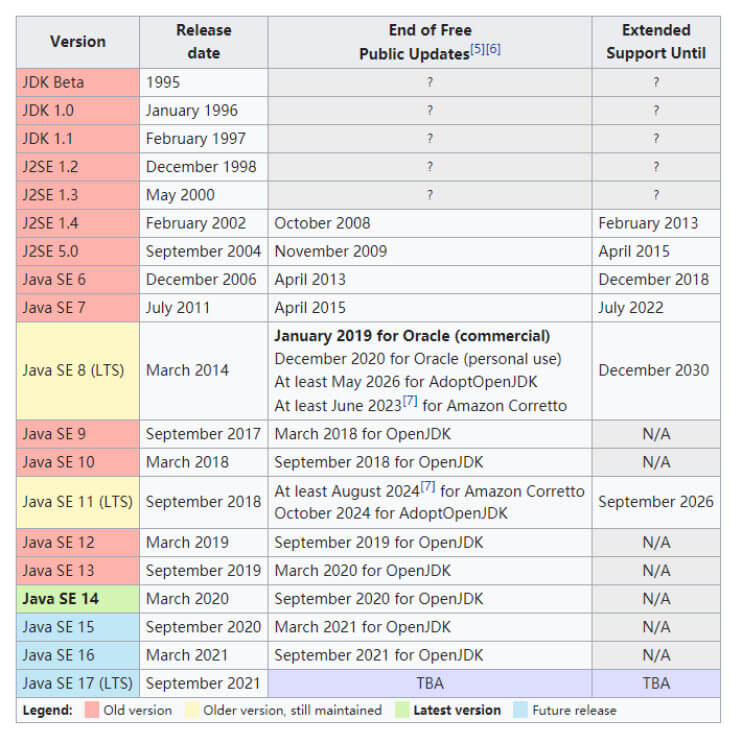 Version Release date End of Free Public Updates[5][6] Extended Support Until
JDK Beta 1995 ? ?
JDK 1.0 January 1996 ? ?
JDK 1.1 February 1997 ? ?
J2SE 1.2 December 1998 ? ?
J2SE 1.3 May 2000 ? ?
J2SE 1.4 February 2002 October 2008 February 2013
J2SE 5.0 September 2004 November 2009 April 2015
Java SE 6 December 2006 April 2013 December 2018
Java SE 7 July 2011 April 2015 July 2022
Java SE 8 (LTS) March 2014 January 2019 for Oracle (commercial)
December 2020 for Oracle (personal use)
At least May 2026 for AdoptOpenJDK
At least June 2023[7] for Amazon Corretto December 2030
Java SE 9 September 2017 March 2018 for OpenJDK N/A
Java SE 10 March 2018 September 2018 for OpenJDK N/A
Java SE 11 (LTS) September 2018 At least August 2024[7] for Amazon Corretto
October 2024 for AdoptOpenJDK September 2026
Java SE 12 March 2019 September 2019 for OpenJDK N/A
Java SE 13 September 2019 March 2020 for OpenJDK N/A
Java SE 14 March 2020 September 2020 for OpenJDK N/A
Java SE 15 September 2020 March 2021 for OpenJDK N/A
Java SE 16 March 2021 September 2021 for OpenJDK N/A
Java SE 17 (LTS) September 2021 TBA TBA
Legend: Old version Older version, still maintained Latest version Future release